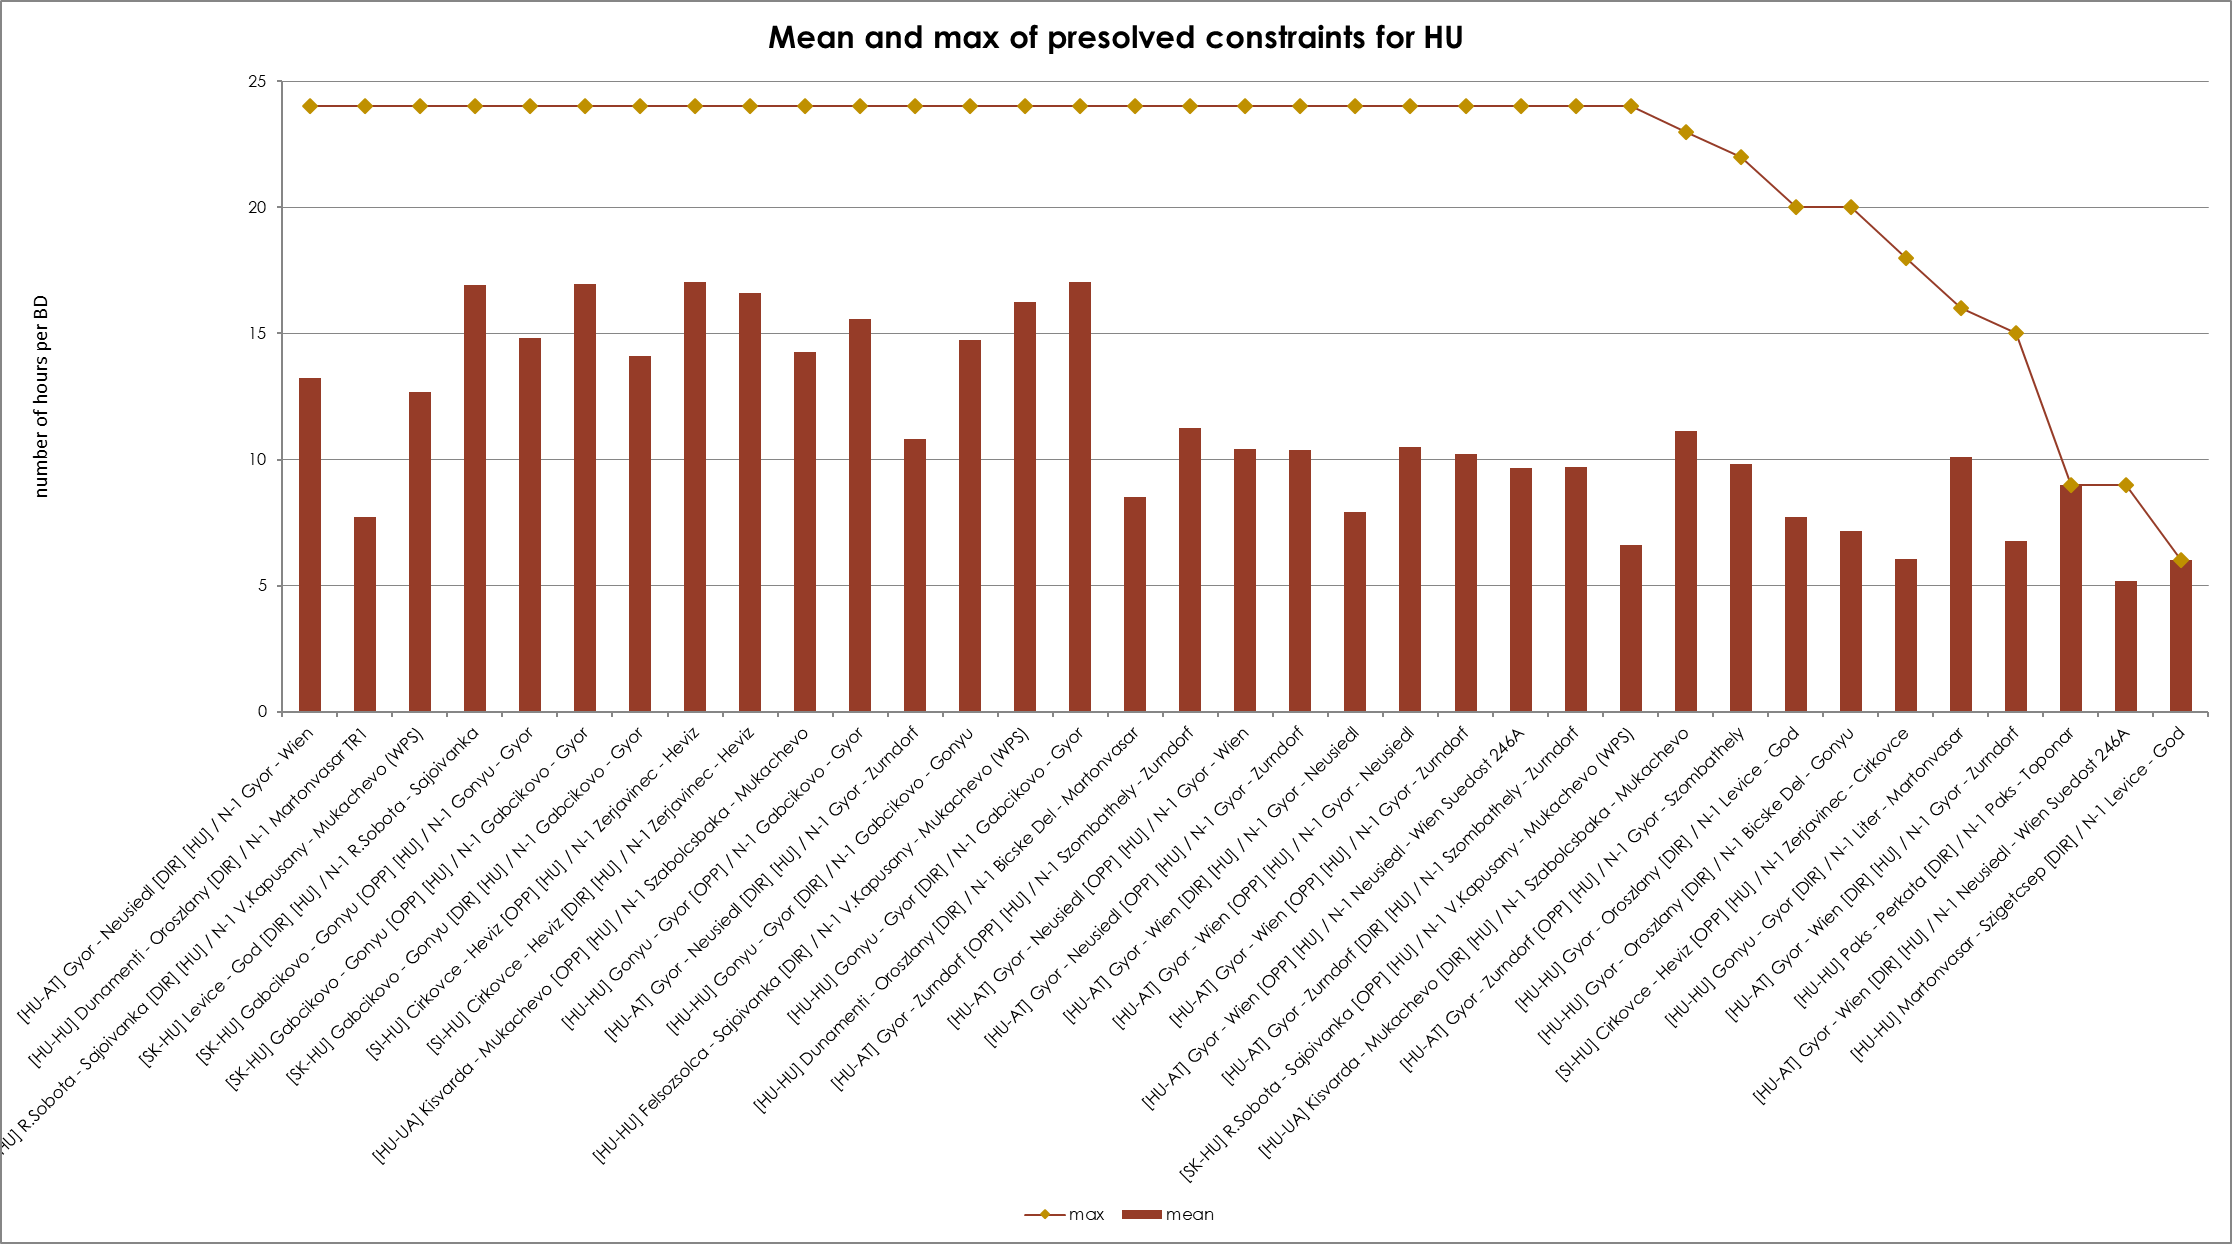 Mean and max of presolved constraints for HU
number of hours per BD
25
20
15
10
5
0
[HU-AT] Gyor - Neusiedl [DIR] [HU] / N-1 Gyor - Wien
[HU-HU] Dunamenti - Oroszlany [DIR] / N-1 Martonvasar TR1
HU] R.Sobota - Sajoivanka [DIR] [HU] / N-1 V.Kapusany - Mukachevo (WPS)
[SK-HU] Levice - God [DIR] [HU] / N-1 R.Sobota - Sajoivanka
[SK-HU] Gabcikovo - Gonyu [OPP] [HU] / N-1 Gonyu - Gyor
[SK-HU] Gabcikovo - Gonyu [OPP] [HU] / N-1 Gabcikovo - Gyor
[SK-HU] Gabcikovo - Gonyu [DIR] [HU] / N-1 Gabcikovo - Gyor
[SI-HU] Cirkovce - Heviz [OPP] [HU] / N-1 Zerjavinec - Heviz
[SI-HU] Cirkovce - Heviz [DIR] [HU] / N-1 Zerjavinec - Heviz
[HU-UA] Kisvarda - Mukachevo [OPP] [HU] / N-1 Szabolcsbaka - Mukachevo
[HU-HU] Gonyu - Gyor [OPP] / N-1 Gabcikovo - Gyor
[HU-AT] Gyor - Neusiedl [DIR] [HU] / N-1 Gyor - Zurndorf
[HU-HU] Gonyu - Gyor [DIR] / N-1 Gabcikovo - Gonyu
[HU-HU] Felsozsolca - Sajoivanka [DIR] / N-1 V.Kapusany - Mukachevo (WPS)
[HU-HU] Gonyu - Gyor [DIR] / N-1 Gabcikovo - Gyor
[HU-HU] Dunamenti - Oroszlany [DIR] / N-1 Bicske Del - Martonvasar
[HU-AT] Gyor - Zurndorf [OPP] [HU] / N-1 Szombathely - Zurndorf
[HU-AT] Gyor - Neusiedl [OPP] [HU] / N-1 Gyor - Wien
[HU-AT] Gyor - Neusiedl [OPP] [HU] / N-1 Gyor - Zurndorf
[HU-AT] Gyor - Wien [DIR] [HU] / N-1 Gyor - Neusiedl
[HU-AT] Gyor - Wien [OPP] [HU] / N-1 Gyor - Neusiedl
[HU-AT] Gyor - Wien [OPP] [HU] / N-1 Gyor - Zurndorf
[HU-AT] Gyor - Wien [OPP] [HU] / N-1 Neusiedl - Wien Suedost 246A
[HU-AT] Gyor - Zurndorf [DIR] [HU] / N-1 Szombathely - Zurndorf
[SK-HU] R.Sobota - Sajoivanka [OPP] [HU] / N-1 V.Kapusany - Mukachevo (WPS)
[HU-UA] Kisvarda - Mukachevo [DIR] [HU] / N-1 Szabolcsbaka - Mukachevo
[HU-AT] Gyor - Zurndorf [OPP] [HU] / N-1 Gyor - Szombathely
[HU-HU] Gyor - Oroszlany [DIR] / N-1 Levice - God
[HU-HU] Gyor - Oroszlany [DIR] / N-1 Bicske Del - Gonyu
[SI-HU] Cirkovce - Heviz [OPP] [HU] / N-1 Zerjavinec - Cirkovce
[HU-HU] Gonyu - Gyor [DIR] / N-1 Liter - Martonvasar
[HU-AT] Gyor - Wien [DIR] [HU] / N-1 Gyor - Zurndorf
[HU-HU] Paks - Perkata [DIR] / N-1 Paks - Toponar
[HU-AT] Gyor - Wien [DIR] [HU] / N-1 Neusiedl - Wien Suedost 246A
[HU-HU] Martonvasar - Szigetcsep [DIR] / N-1 Levice - God
max
mean